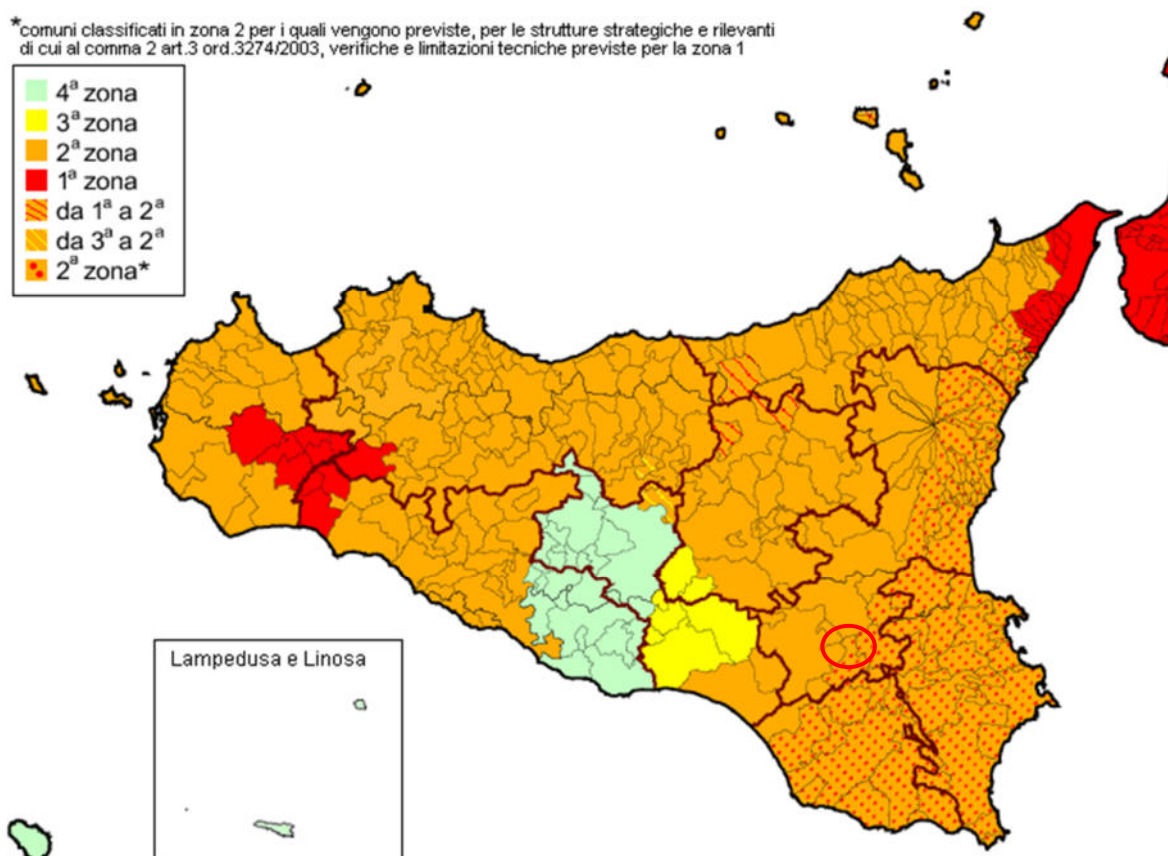 *comuni classificati in zona 2 per i quali vengono previste, per le strutture strategiche e rilevanti
di cui al comma 2 art.3 ord.3274/2003, verifiche e limitazioni tecniche previste per la zona 1
4ª zona
3ª zona
2ª zona
1ª zona
da 1ª a 2ª
da 3ª a 2ª
2ª zona*
Lampedusa e Linosa